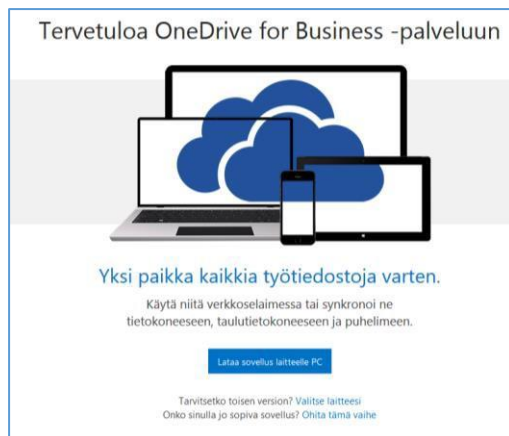 Tervetuloa OneDrive for Business -palveluun
Yksi paikka kaikkia työtiedostoja varten.
Käytä niitä verkkoselaimessa tai synkronoi ne
tietokoneeseen, taulutietokoneeseen ja puhelimeen.
Lataa sovellus laitteelle PC
Tarvitsetko toisen version? Valitse laitteesi
Onko sinulla jo sopiva sovellus? Ohita tämä vaihe